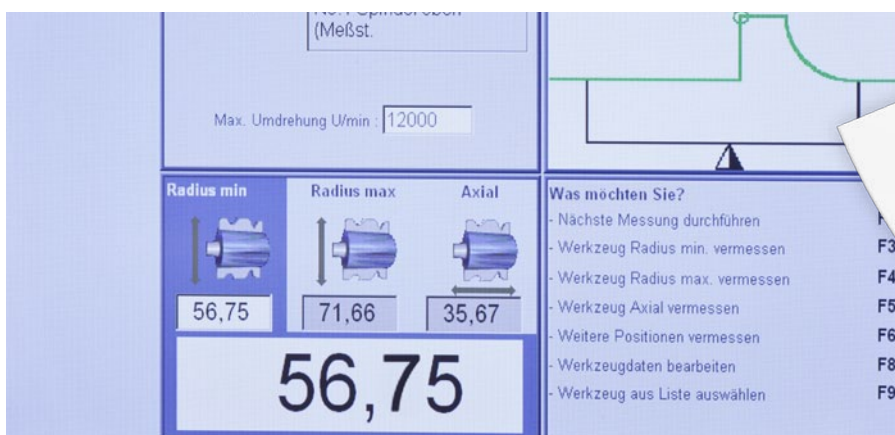 (Meßst.
Max. Umdrehung U/min : 12000
Radius min
Radius max
Axial
56,75
71,66
35,67
56,75
Was möchten Sie?
- Nächste Messung durchführen
- Werkzeug Radius min. vermessen F3
- Werkzeug Radius max. vermessen F4
- Werkzeug Axial vermessen F5
- Weitere Positionen vermessen F6
- Werkzeugdaten bearbeiten F8
- Werkzeug aus Liste auswählen F9